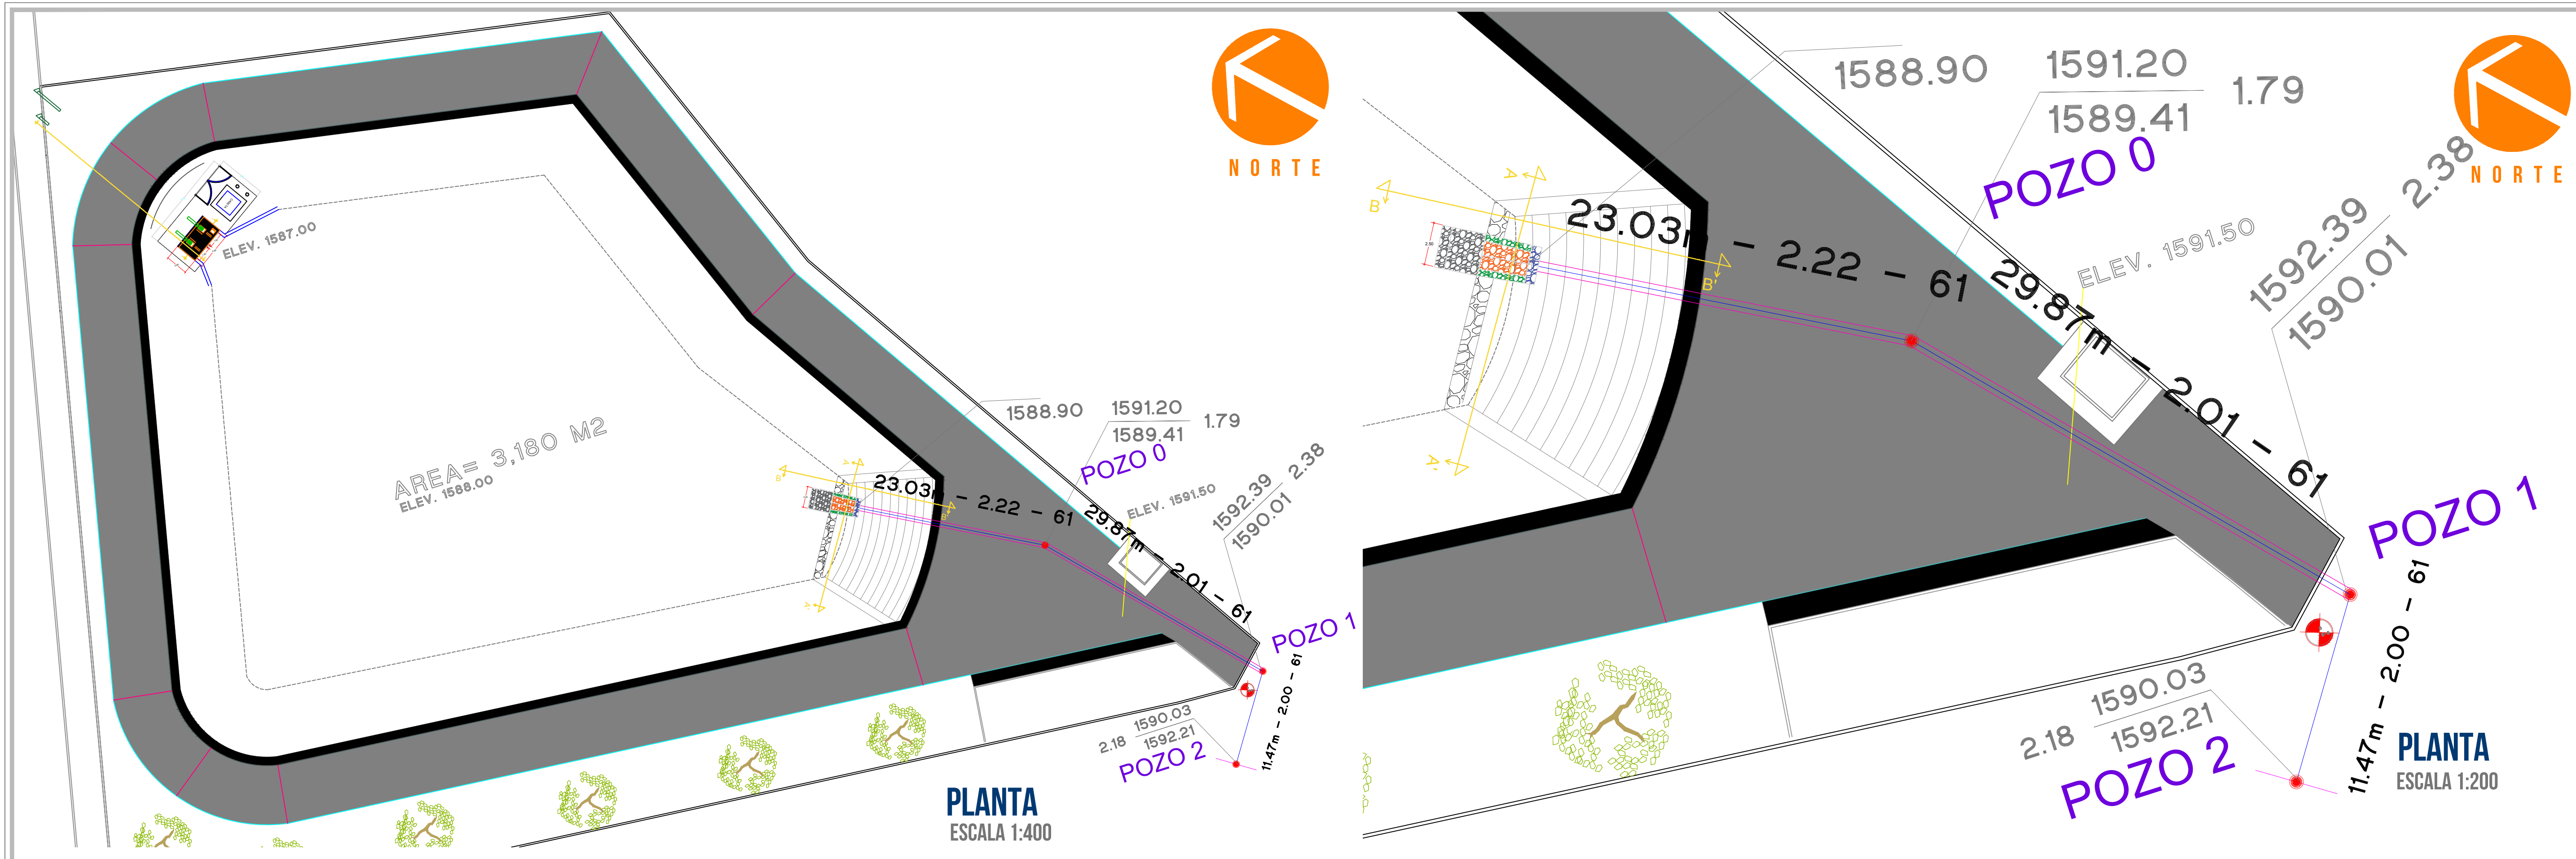 NORTE
ELEV. 1587.00
AREA= 3,180 M2
ELEV. 1588.00
1588.90
1591.20
1589.41
1.79
POZO 0
23.03m - 2.22 - 61
29.87m - 2.01 - 61
ELEV. 1591.50
1592.39
1590.01
2.38
POZO 1
11.47m - 2.00 - 61
1590.03
1592.21
2.18
POZO 2
PLANTA
ESCALA 1:400
NORTE
1588.90
1591.20
1589.41
1.79
POZO 0
A
B
B'
A'
23.03m - 2.22 - 61
29.87m - 2.01 - 61
ELEV. 1591.50
1592.39
1590.01
2.38
POZO 1
11.47m - 2.00 - 61
1590.03
1592.21
2.18
POZO 2
PLANTA
ESCALA 1:200